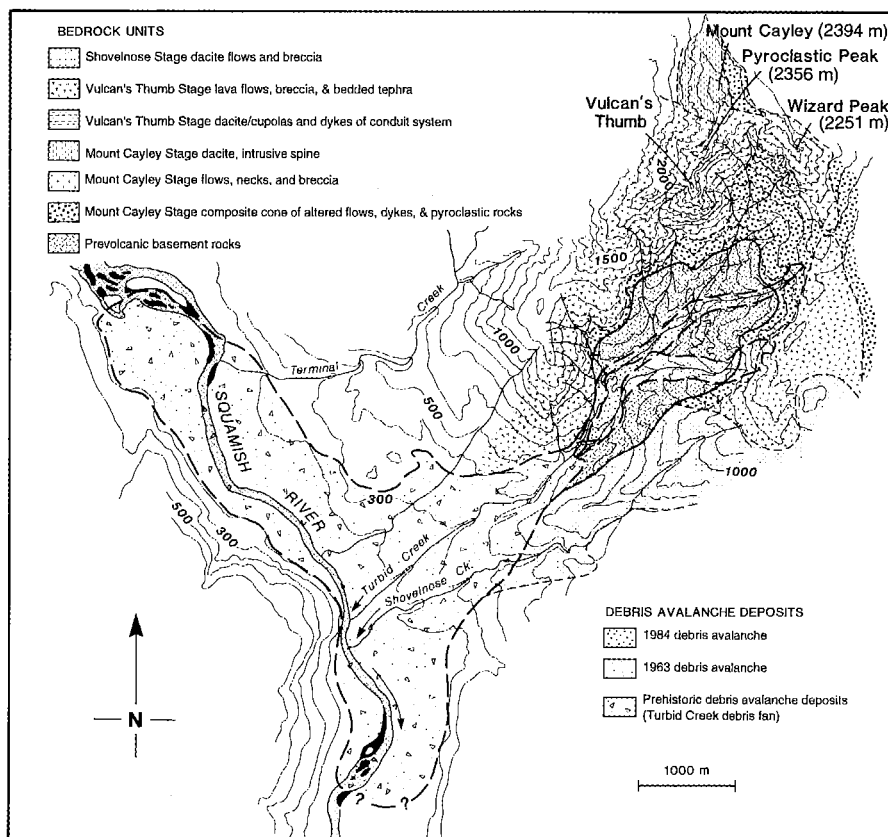 BEDROCK UNITS
Shovelnose Stage dacite flows and breccia
Vulcan's Thumb Stage lava flows, breccia, & bedded tephra
Vulcan's Thumb Stage dacite/cupolas and dykes of conduit system
Mount Cayley Stage dacite, intrusive spine
Mount Cayley Stage flows, necks, and breccia
Mount Cayley Stage composite cone of altered flows, dykes, & pyroclastic rocks
Prevolcanic basement rocks
Mount Cayley (2394 m)
Pyroclastic Peak
(2356 m)
Vulcan's
Thumb
Wizard Peak
(2251 m)
2000
1500
1000
500
300
Terminal Creek
SQUAMISH
RIVER
500
300
Turbid Creek
Shovelnose Ck.
1000
N
? ?
DEBRIS AVALANCHE DEPOSITS
1984 debris avalanche
1963 debris avalanche
Prehistoric debris avalanche deposits
(Turbid Creek debris fan)
1000 m